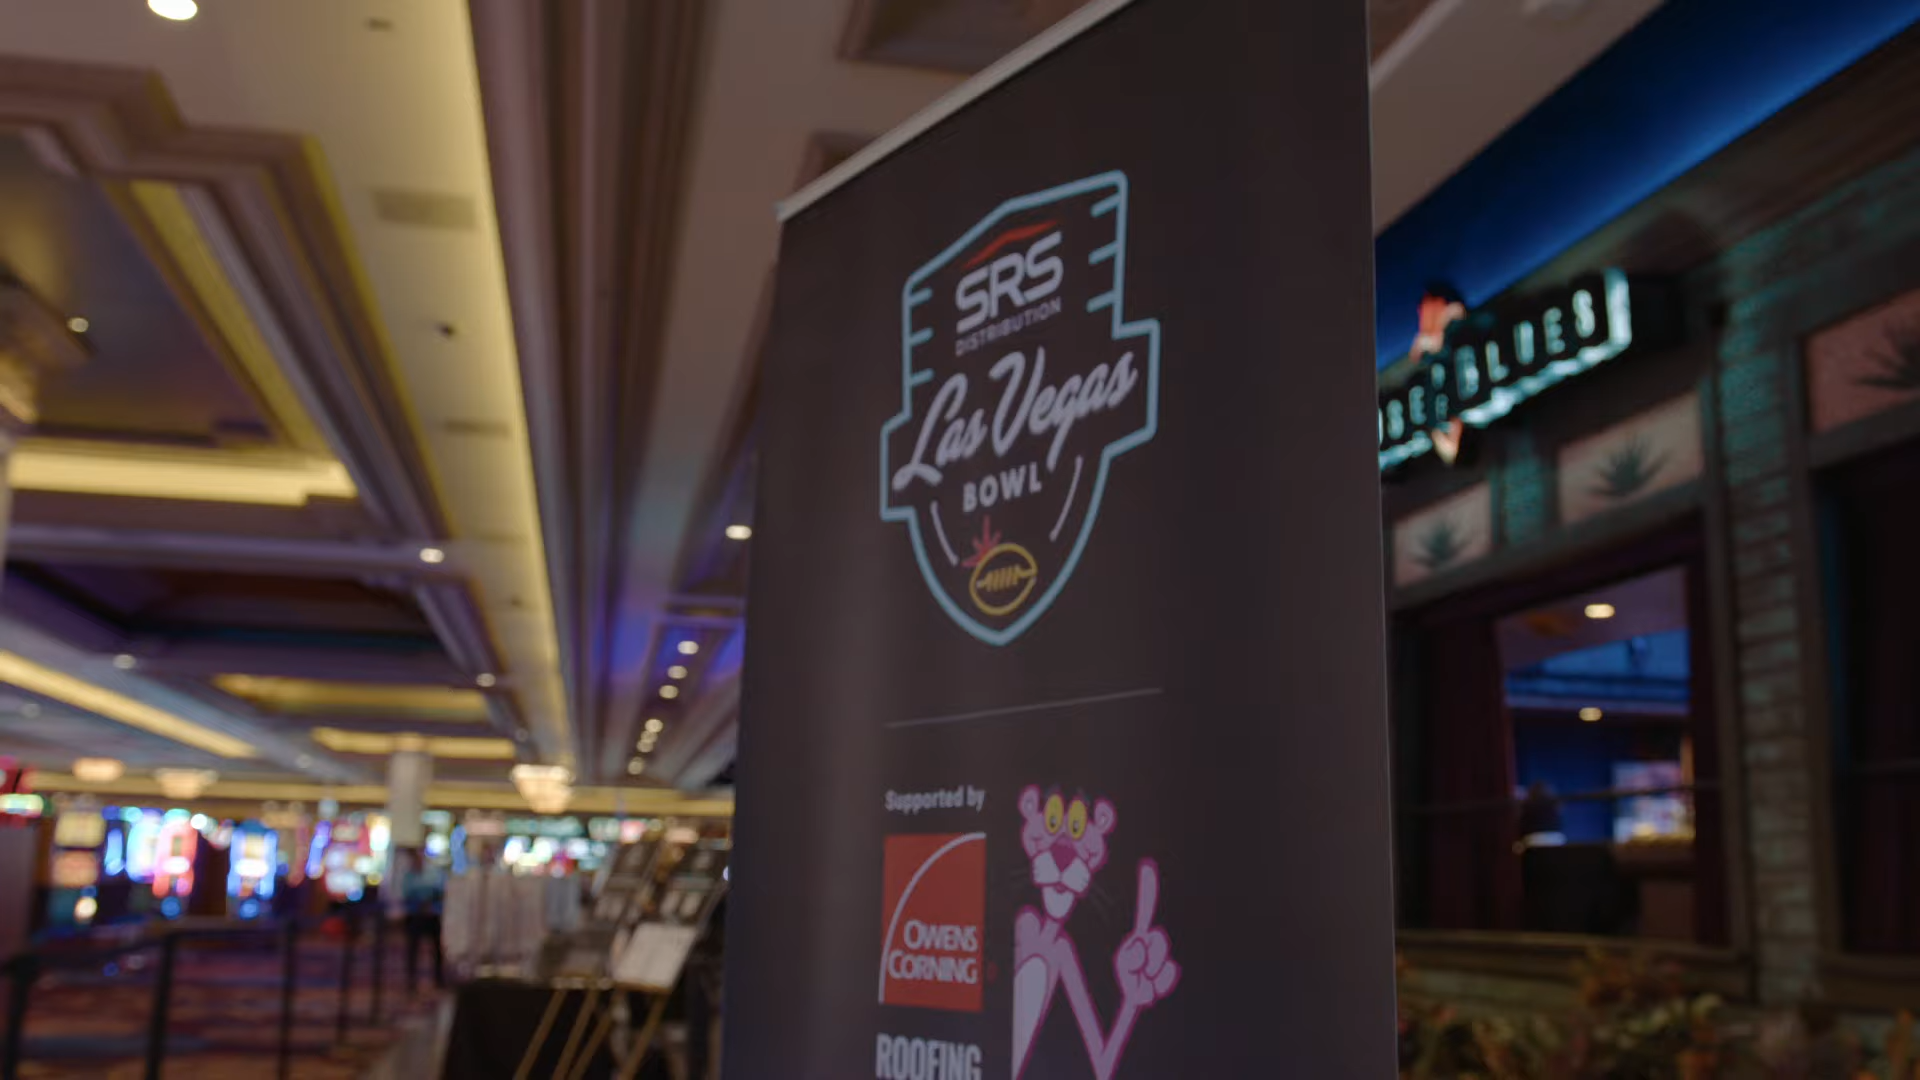 SRS
DISTRIBUTION
Las Vegas
BOWL
Supported by
OWENS
CORNING
ROOFING
BLUES